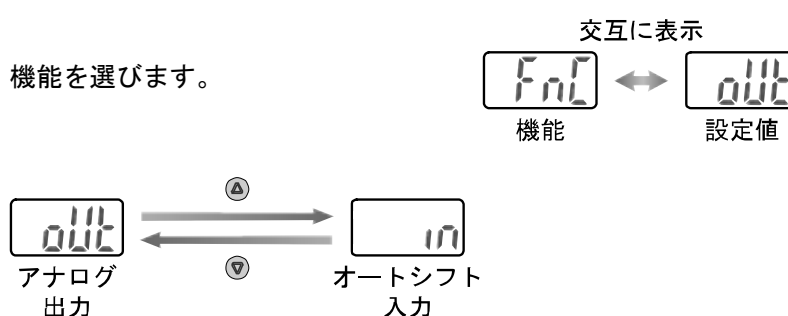 交互に表示
機能を選びます。
FnC
oUt
機能
設定値
oUt
in
アナログ
出力
オートシフト
入力